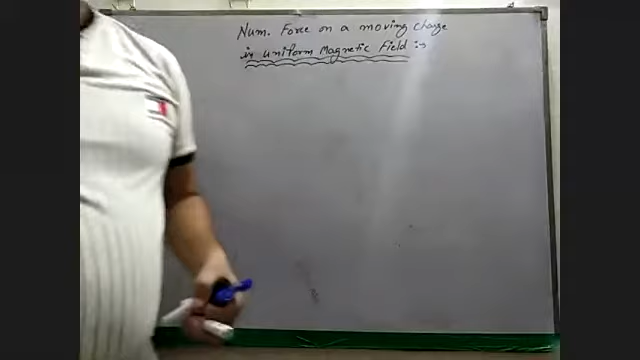 Num. Force on a moving charge
in uniform Magnetic Field :-